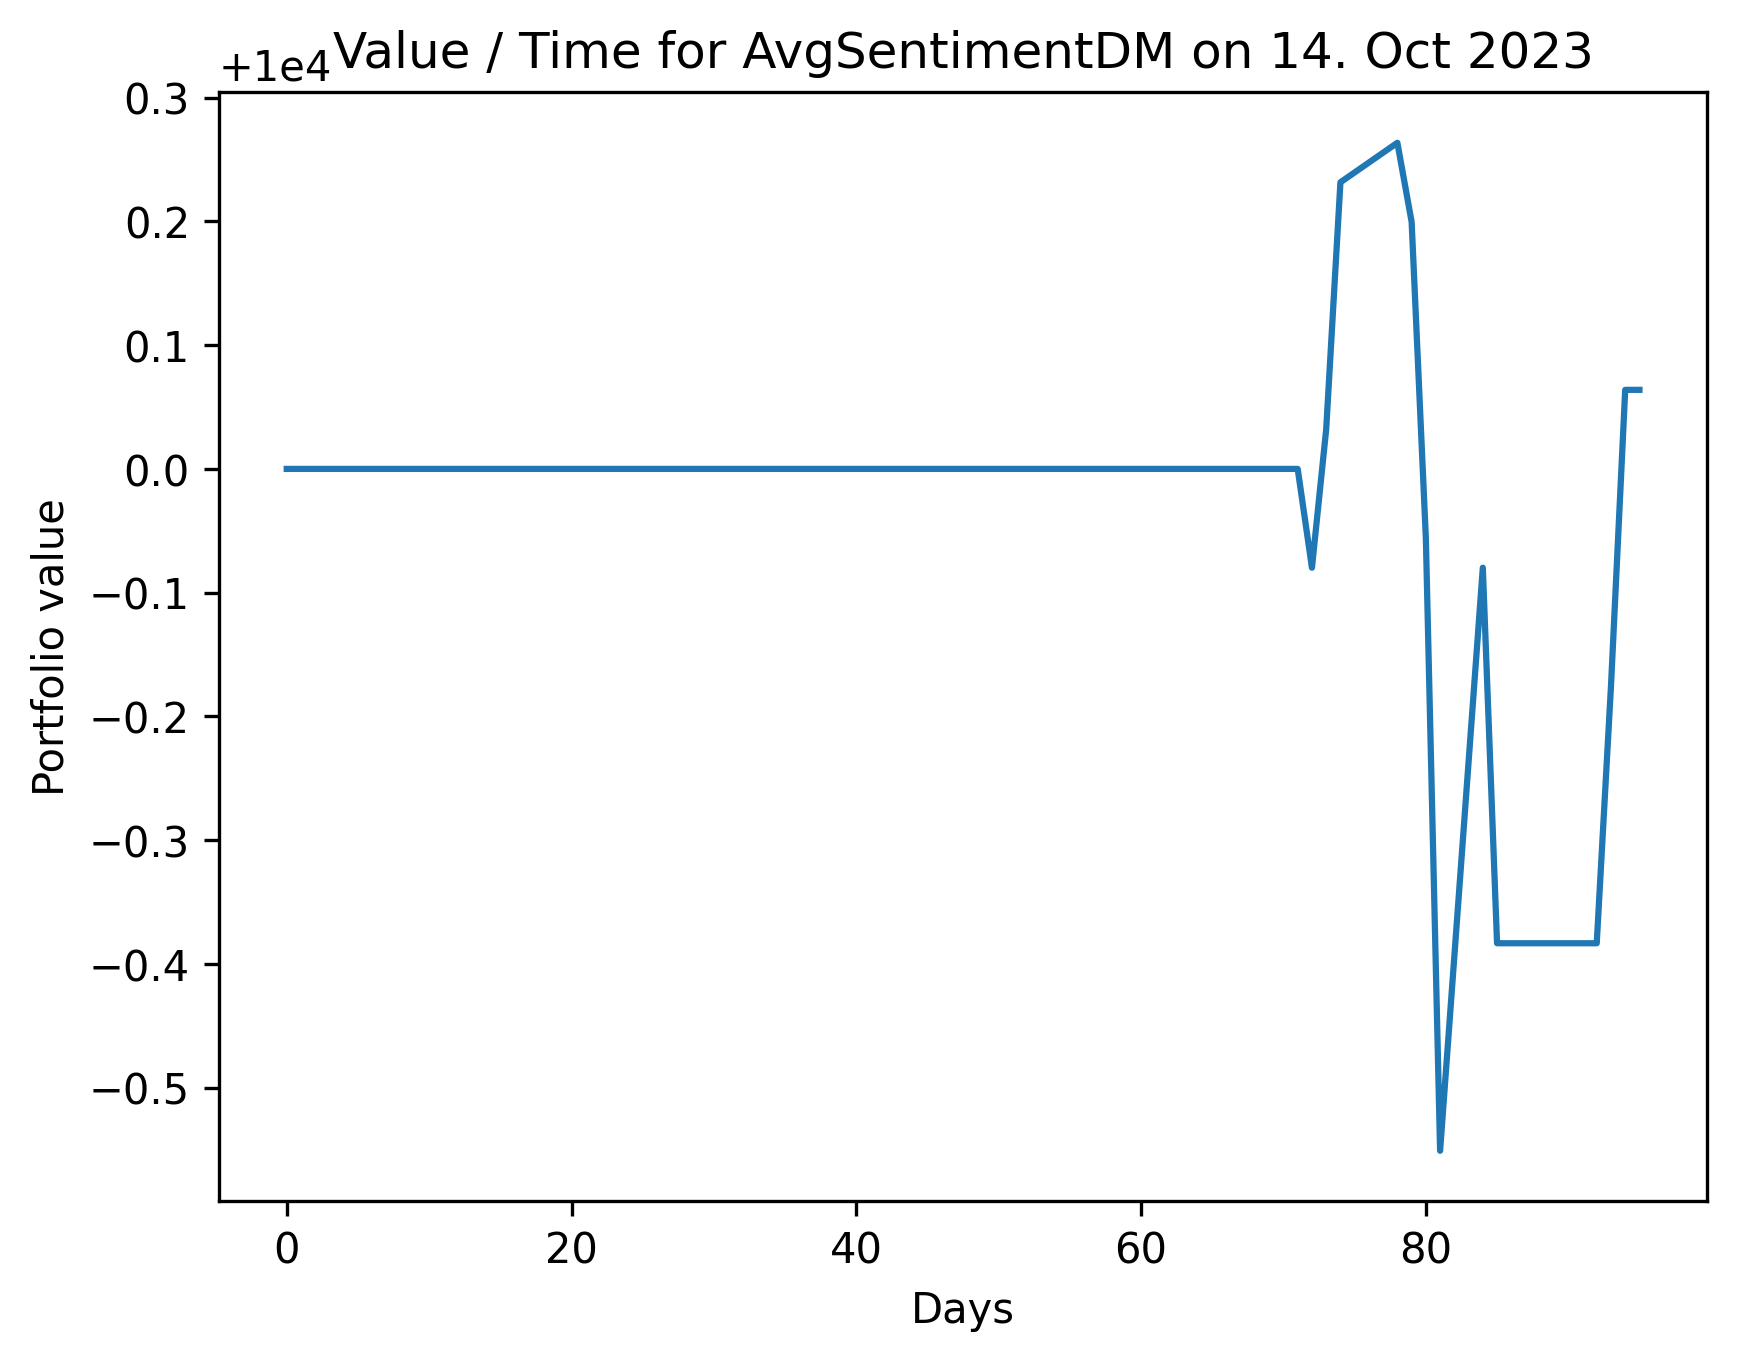 Value / Time for AvgSentimentDM on 14. Oct 2023
+1e4
0.3
0.2
0.1
0.0
−0.1
−0.2
−0.3
−0.4
−0.5
Portfolio value
0 20 40 60 80
Days